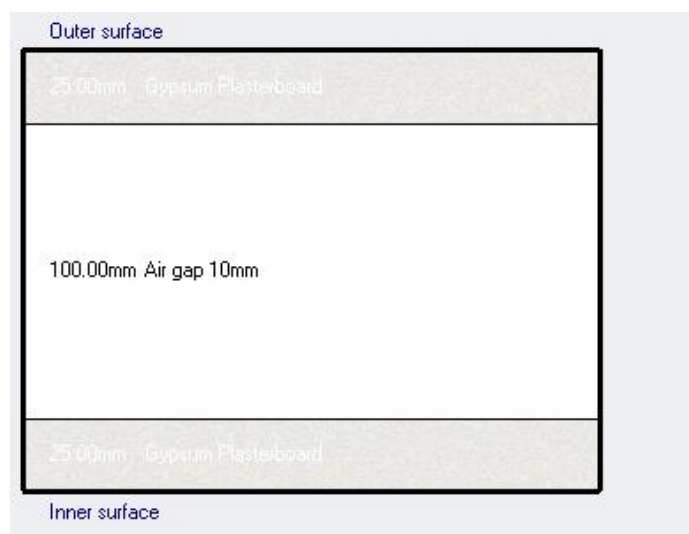 Outer surface
25.00mm Gypsum Plasterboard
100.00mm Air gap 10mm
25.00mm Gypsum Plasterboard
Inner surface